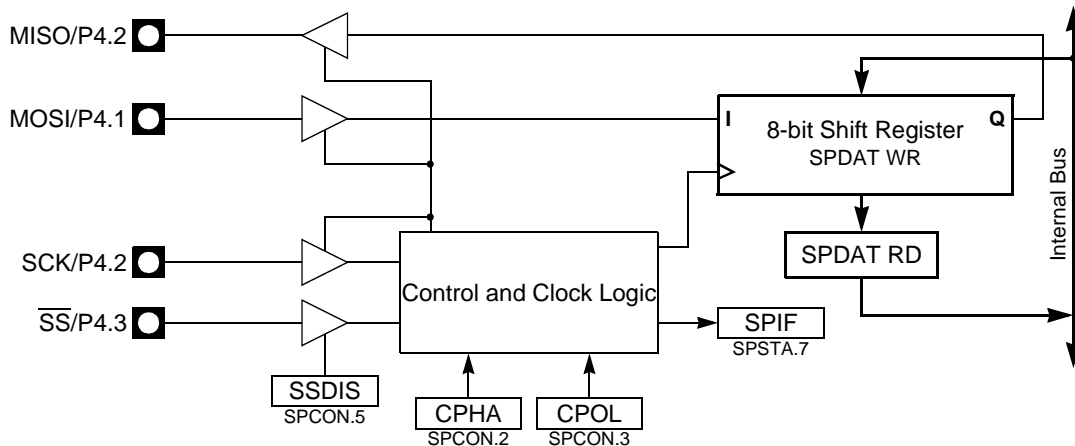 MISO/P4.2
MOSI/P4.1
I
8-bit Shift Register
Q
SPDAT WR
Internal Bus
SCK/P4.2
SPDAT RD
Control and Clock Logic
SS/P4.3
SPIF
SPSTA.7
SSDIS
SPCON.5
CPHA
SPCON.2
CPOL
SPCON.3